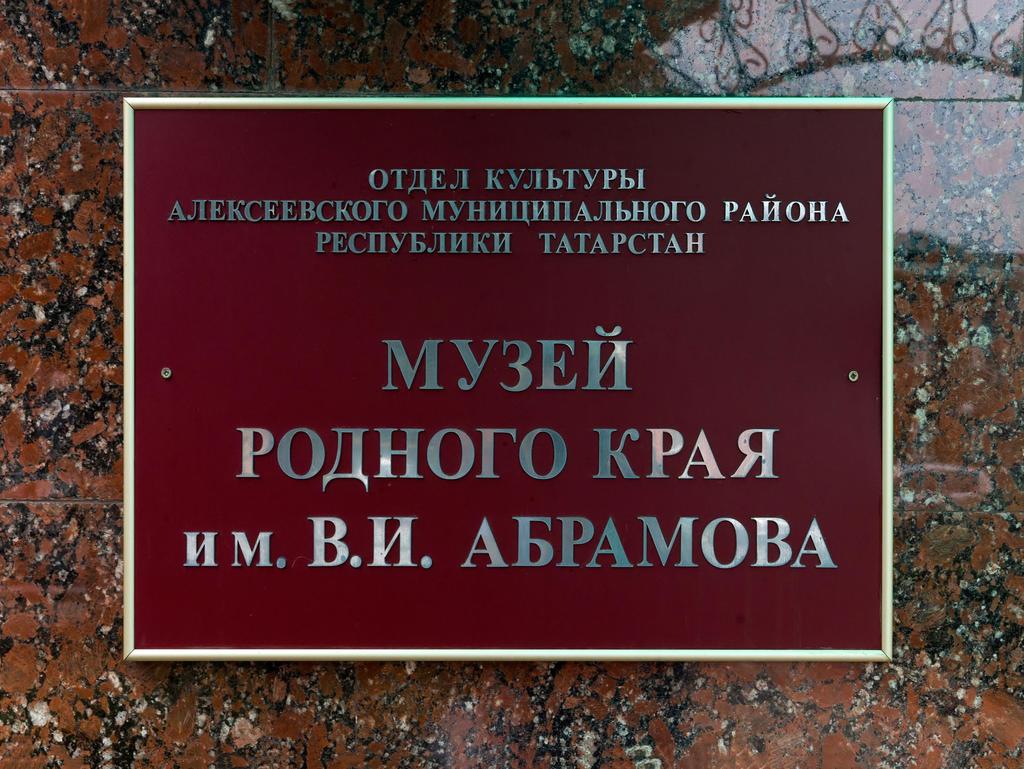 ОТДЕЛ КУЛЬТУРЫ
АЛЕКСЕЕВСКОГО МУНИЦИПАЛЬНОГО РАЙОНА
РЕСПУБЛИКИ ТАТАРСТАН
МУЗЕЙ
РОДНОГО КРАЯ
им. В.И. АБРАМОВА